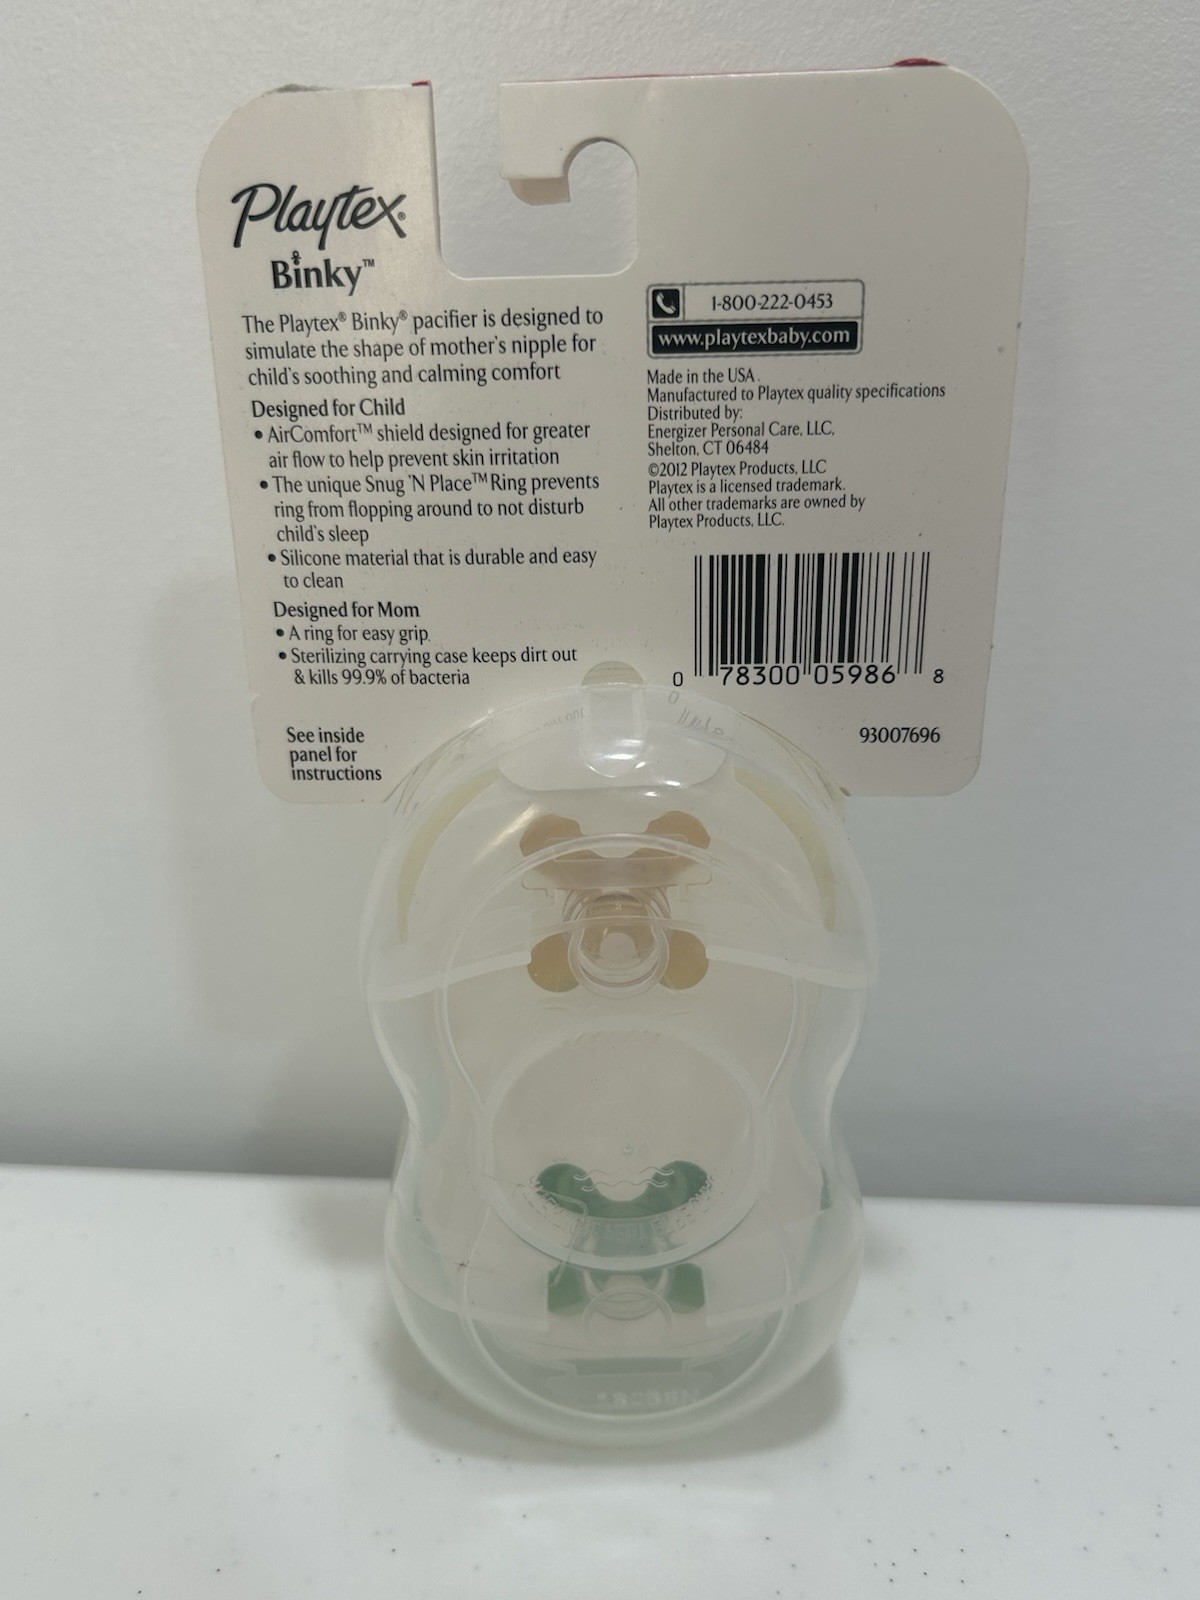 Playtex®
Binky™
The Playtex® Binky® pacifier is designed to
simulate the shape of mother's nipple for
child's soothing and calming comfort
Designed for Child
• AirComfort™ shield designed for greater
air flow to help prevent skin irritation
• The unique Snug 'N Place™ Ring prevents
ring from flopping around to not disturb
child's sleep
• Silicone material that is durable and easy
to clean
Designed for Mom
• A ring for easy grip
• Sterilizing carrying case keeps dirt out
& kills 99.9% of bacteria
See inside
panel for
instructions
1-800-222-0453
www.playtexbaby.com
Made in the USA.
Manufactured to Playtex quality specifications
Distributed by:
Energizer Personal Care, LLC,
Shelton, CT 06484
©2012 Playtex Products, LLC
Playtex is a licensed trademark.
All other trademarks are owned by
Playtex Products, LLC.
0 78300 05986 8
93007696